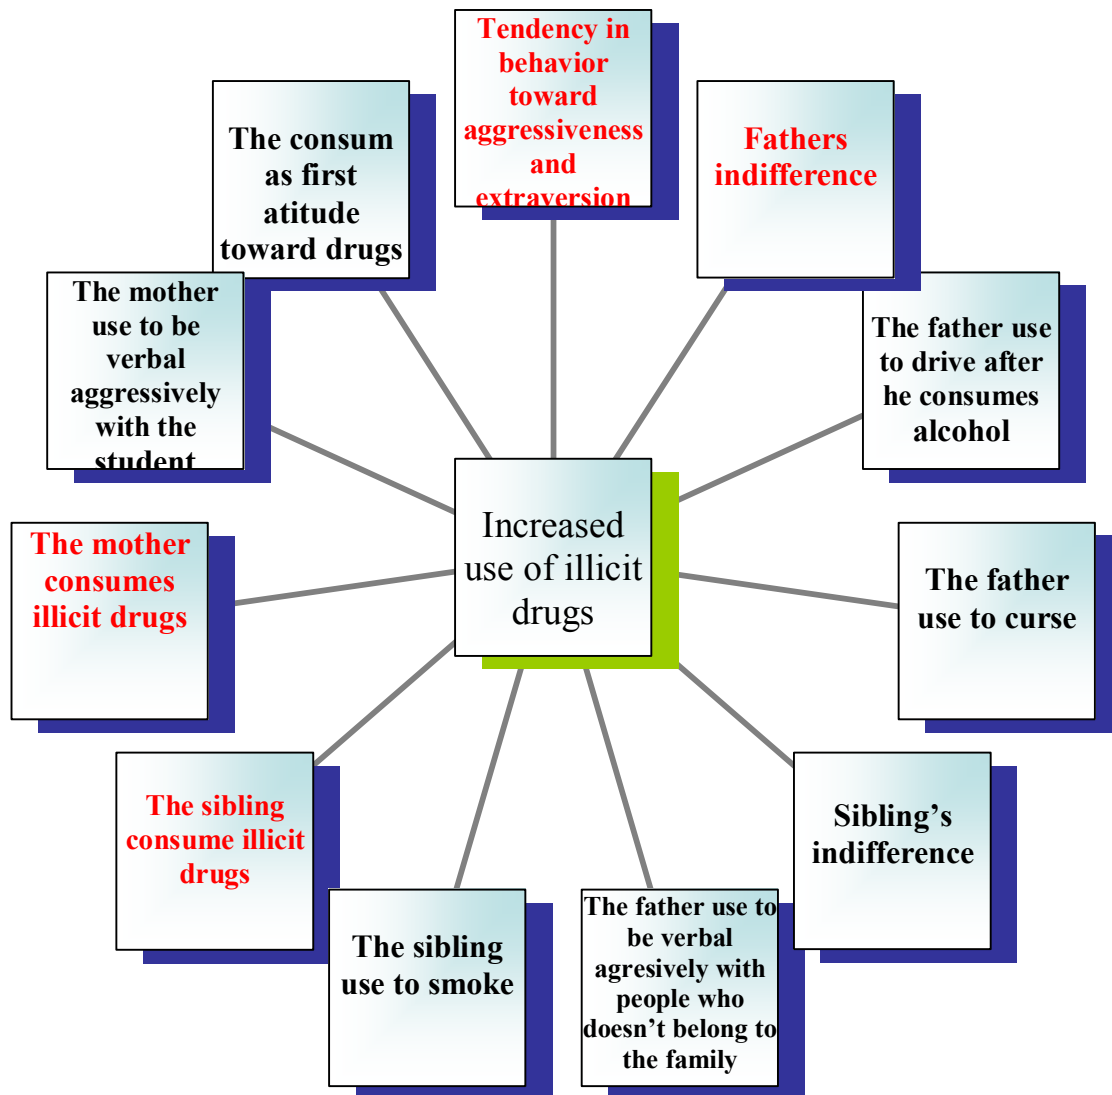 Tendency in
behavior
toward
aggressiveness
and
extraversion
Fathers
indifference
The father use
to drive after
he consumes
alcohol
The father
use to curse
Sibling's
indifference
The father use to
be verbal
agresively with
people who
doesn't belong to
the family
The sibling
use to smoke
The sibling
consume illicit
drugs
The mother
consumes
illicit drugs
The mother
use to be
verbal
aggressively
with the
student
The consum
as first
atitude
toward drugs
Increased
use of illicit
drugs